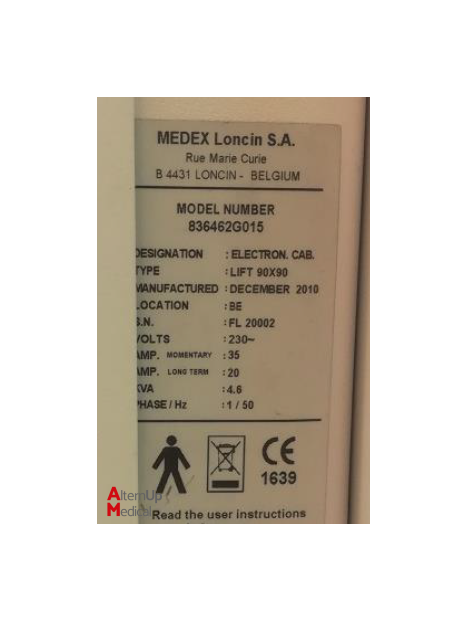 MEDEX Loncin S.A.
Rue Marie Curie
B 4431 LONCIN - BELGIUM
MODEL NUMBER
836462G015
DESIGNATION : ELECTRON. CAB.
TYPE : LIFT 90X90
MANUFACTURED : DECEMBER 2010
LOCATION : BE
S.N. : FL 20002
VOLTS : 230~
AMP. MOMENTARY : 35
AMP. LONG TERM : 20
KVA : 4.6
PHASE / Hz : 1 / 50
CE
1639
AlternUp
Medical
Read the user instructions